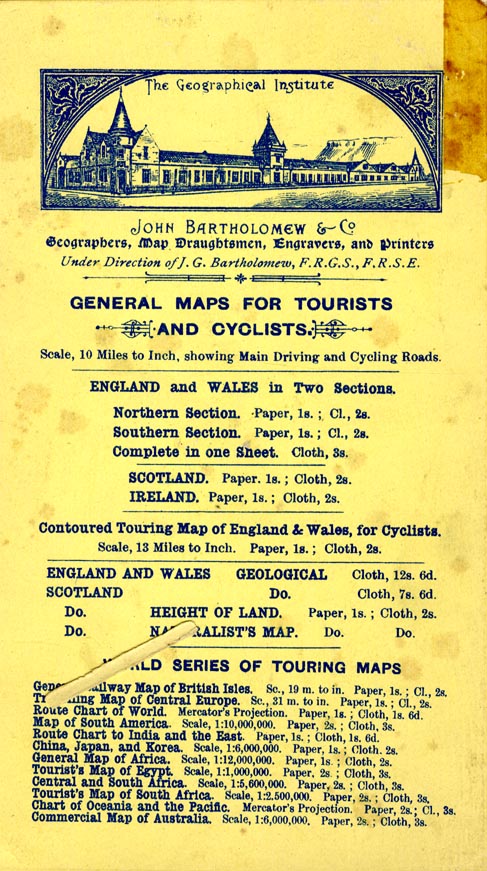 The Geographical Institute
JOHN BARTHOLOMEW & Co
Geographers, Map Draughtsmen, Engravers, and Printers
Under Direction of J. G. Bartholomew, F.R.G.S., F.R.S.E.
GENERAL MAPS FOR TOURISTS
AND CYCLISTS.
Scale, 10 Miles to Inch, showing Main Driving and Cycling Roads.
ENGLAND and WALES in Two Sections.
Northern Section. Paper, 1s. ; Cl., 2s.
Southern Section. Paper, 1s. ; Cl., 2s.
Complete in one Sheet. Cloth, 3s.
SCOTLAND. Paper. 1s. ; Cloth, 2s.
IRELAND. Paper, 1s. ; Cloth, 2s.
Contoured Touring Map of England & Wales, for Cyclists.
Scale, 13 Miles to Inch. Paper, 1s. ; Cloth, 2s.
ENGLAND AND WALES GEOLOGICAL Cloth, 12s. 6d.
SCOTLAND Do. Cloth, 7s. 6d.
Do. HEIGHT OF LAND. Paper, 1s. ; Cloth, 2s.
Do. MAP. Do. Do.
SERIES OF TOURING MAPS
Map of British Isles. Sc., 19 m. to in. Paper, 1s. ; Cl., 2s.
Map of Central Europe. Sc., 31 m. to in. Paper, 1s. ; Cl., 2s.
Route Chart of World. Mercator's Projection. Paper, 1s. ; Cloth, 1s. 6d.
Map of South America. Scale, 1:10,000,000. Paper, 2s. ; Cloth, 3s.
Route Chart to India and the East. Paper, 1s. ; Cloth, 1s. 6d.
China, Japan, and Korea. Scale, 1:6,000,000. Paper, 1s. ; Cloth. 2s.
General Map of Africa. Scale, 1:12,000,000. Paper, 1s. ; Cloth, 2s.
Tourist's Map of Egypt. Scale, 1:1,000,000. Paper, 2s. ; Cloth, 3s.
Central and South Africa. Scale, 1:5,600,000. Paper, 2s. ; Cloth, 3s.
Tourist's Map of South Africa. Scale, 1:2.500,000. Paper, 2s. ; Cloth, 3s.
Chart of Oceania and the Pacific. Mercator's Projection. Paper, 2s.; Cl., 3s.
Commercial Map of Australia. Scale, 1:6,000,000. Paper, 2s. ; Cloth, 3s.